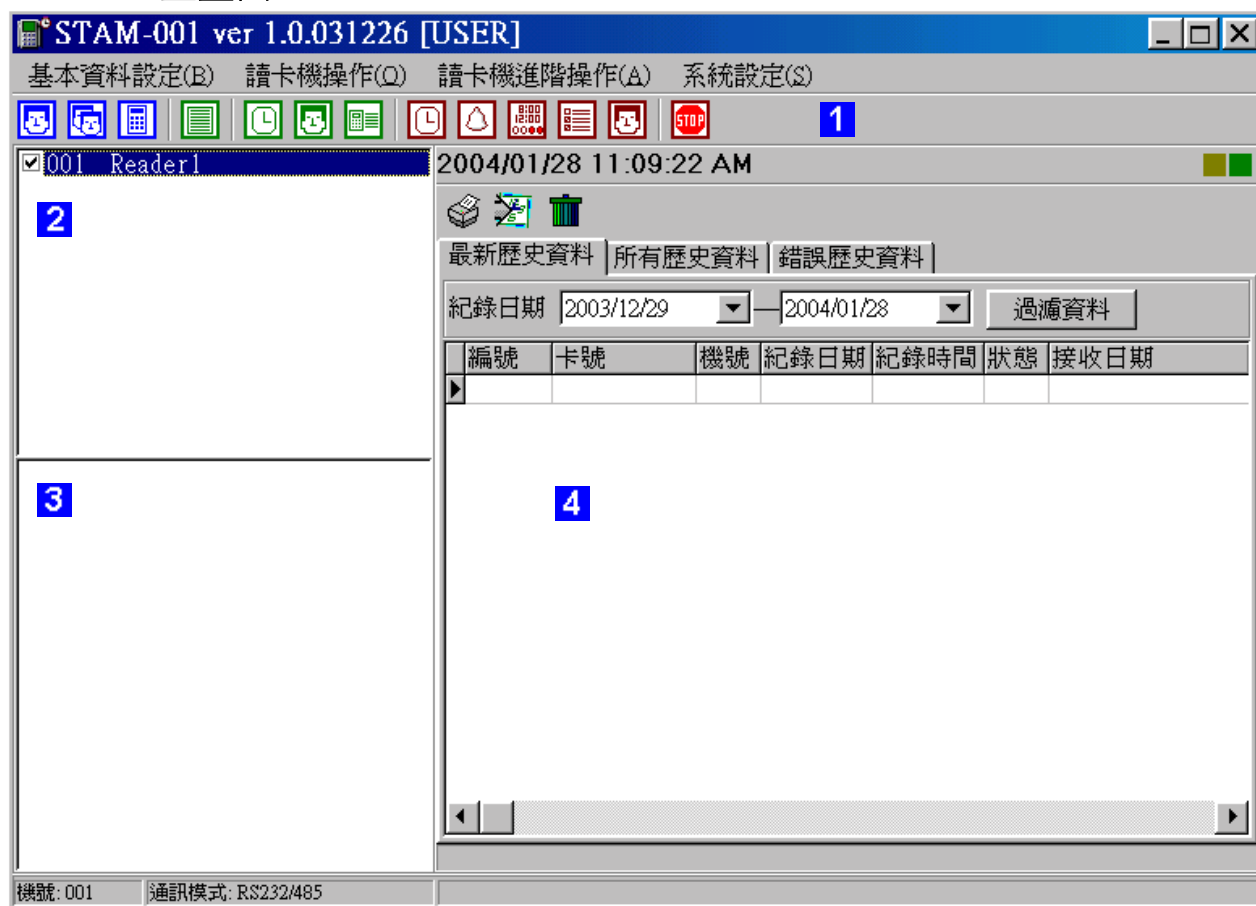 STAM-001 ver 1.0.031226 [USER]
基本資料設定(B) 讀卡機操作(O) 讀卡機進階操作(A) 系統設定(S)
STOP 1
001 Reader1
2004/01/28 11:09:22 AM
2
最新歷史資料 所有歷史資料 錯誤歷史資料
紀錄日期 2003/12/29 — 2004/01/28 過濾資料
編號 卡號 機號 紀錄日期 紀錄時間 狀態 接收日期
3
4
機號: 001 通訊模式: RS232/485